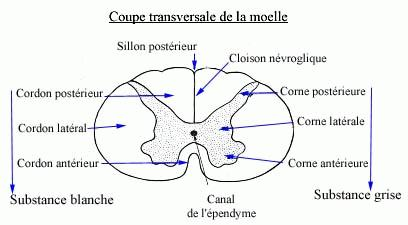 Coupe transversale de la moelle
Sillon postérieur
Cloison névroglique
Cordon postérieur
Corne postérieure
Cordon latéral
Corne latérale
Cordon antérieur
Corne antérieure
Substance blanche
Canal
de l'épendyme
Substance grise